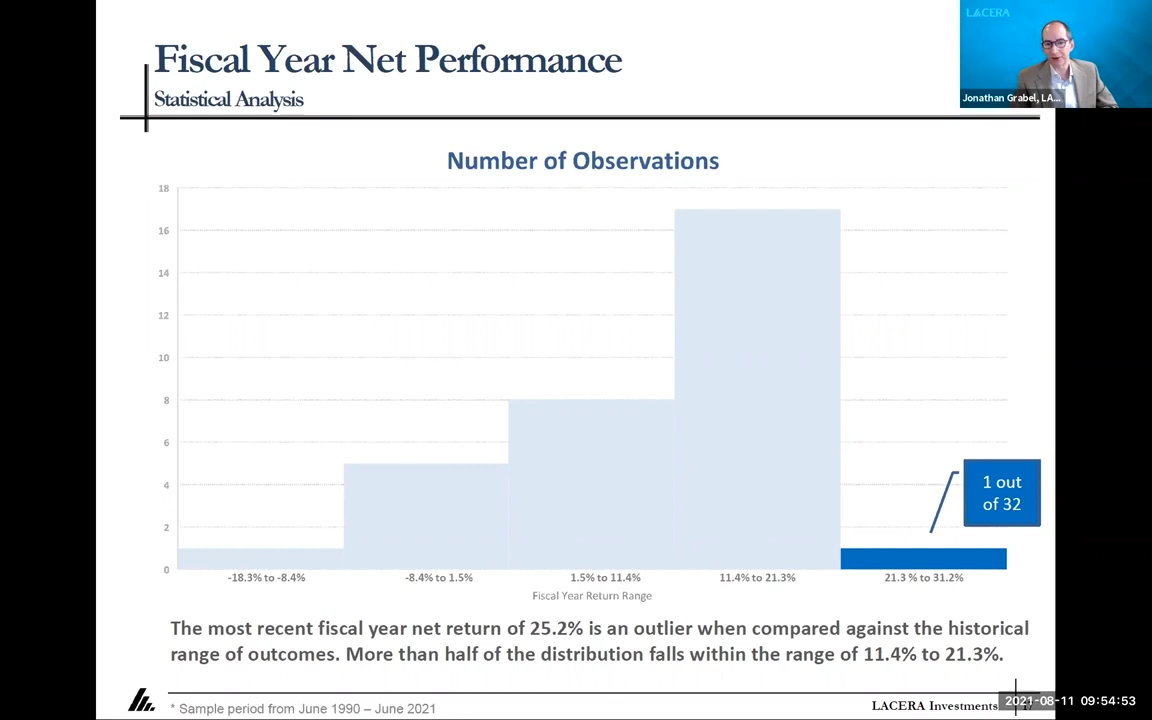 Fiscal Year Net Performance
Statistical Analysis
LACERA
Jonathan Grabel, LA...
Number of Observations
18
16
14
12
10
8
6
4
2
0
1 out
of 32
-18.3% to -8.4%
-8.4% to 1.5%
1.5% to 11.4%
11.4% to 21.3%
21.3 % to 31.2%
Fiscal Year Return Range
The most recent fiscal year net return of 25.2% is an outlier when compared against the historical
range of outcomes. More than half of the distribution falls within the range of 11.4% to 21.3%.
* Sample period from June 1990 – June 2021
LACERA Investments
2021-08-11 09:54:53